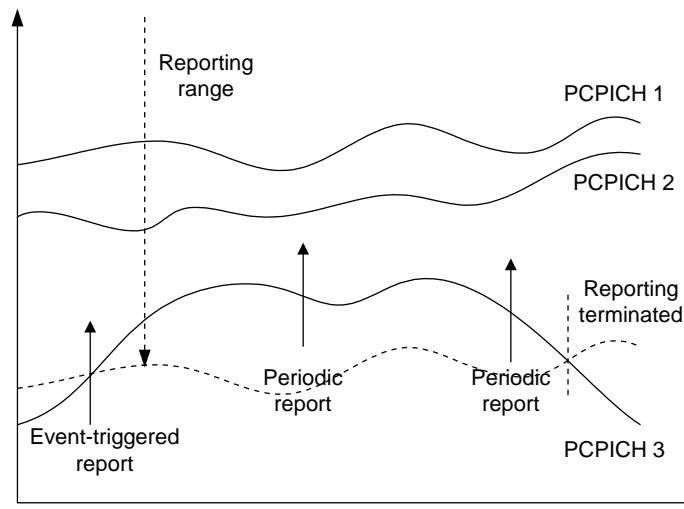 Reporting
range
PCPICH 1
PCPICH 2
Reporting
terminated
Periodic
report
Periodic
report
Event-triggered
report
PCPICH 3